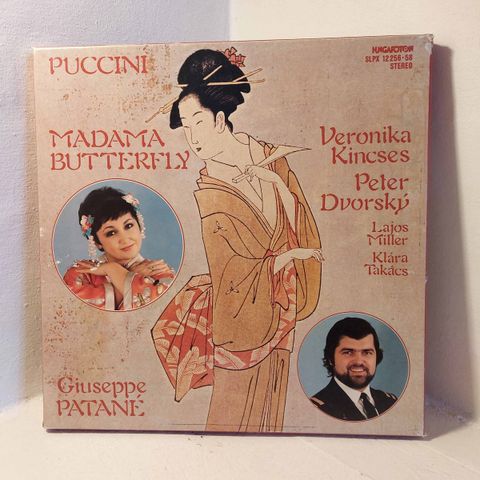 PUCCINI
HUNGAROTON
SLPX 12256-58
STEREO
MADAMA
BUTTERFLY
Veronika
Kincses
Peter
Dvorský
Lajos
Miller
Klára
Takács
Giuseppe
PATANÉ